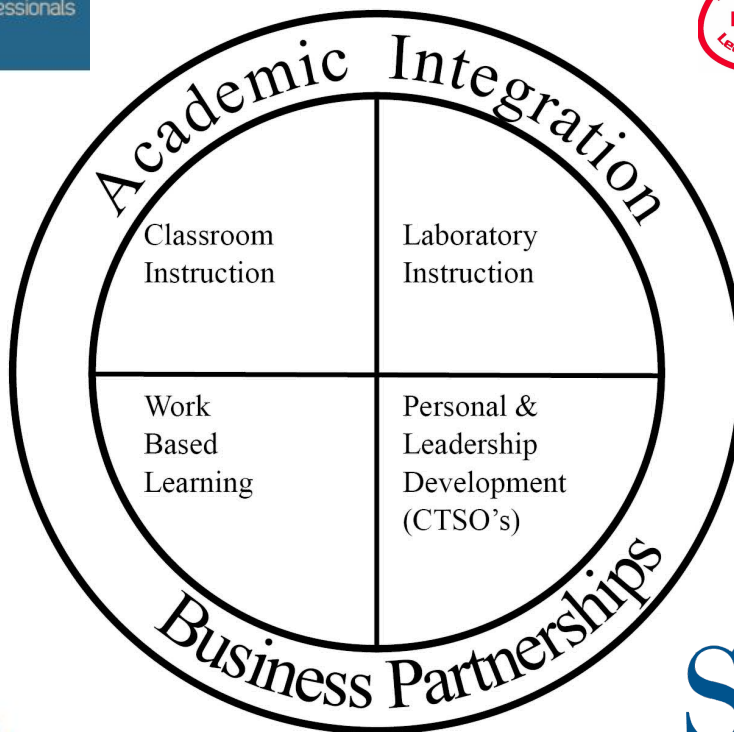 essionals
Academic Integration
Classroom
Instruction
Laboratory
Instruction
Work
Based
Learning
Personal &
Leadership
Development
(CTSO’s)
Business Partnerships
S